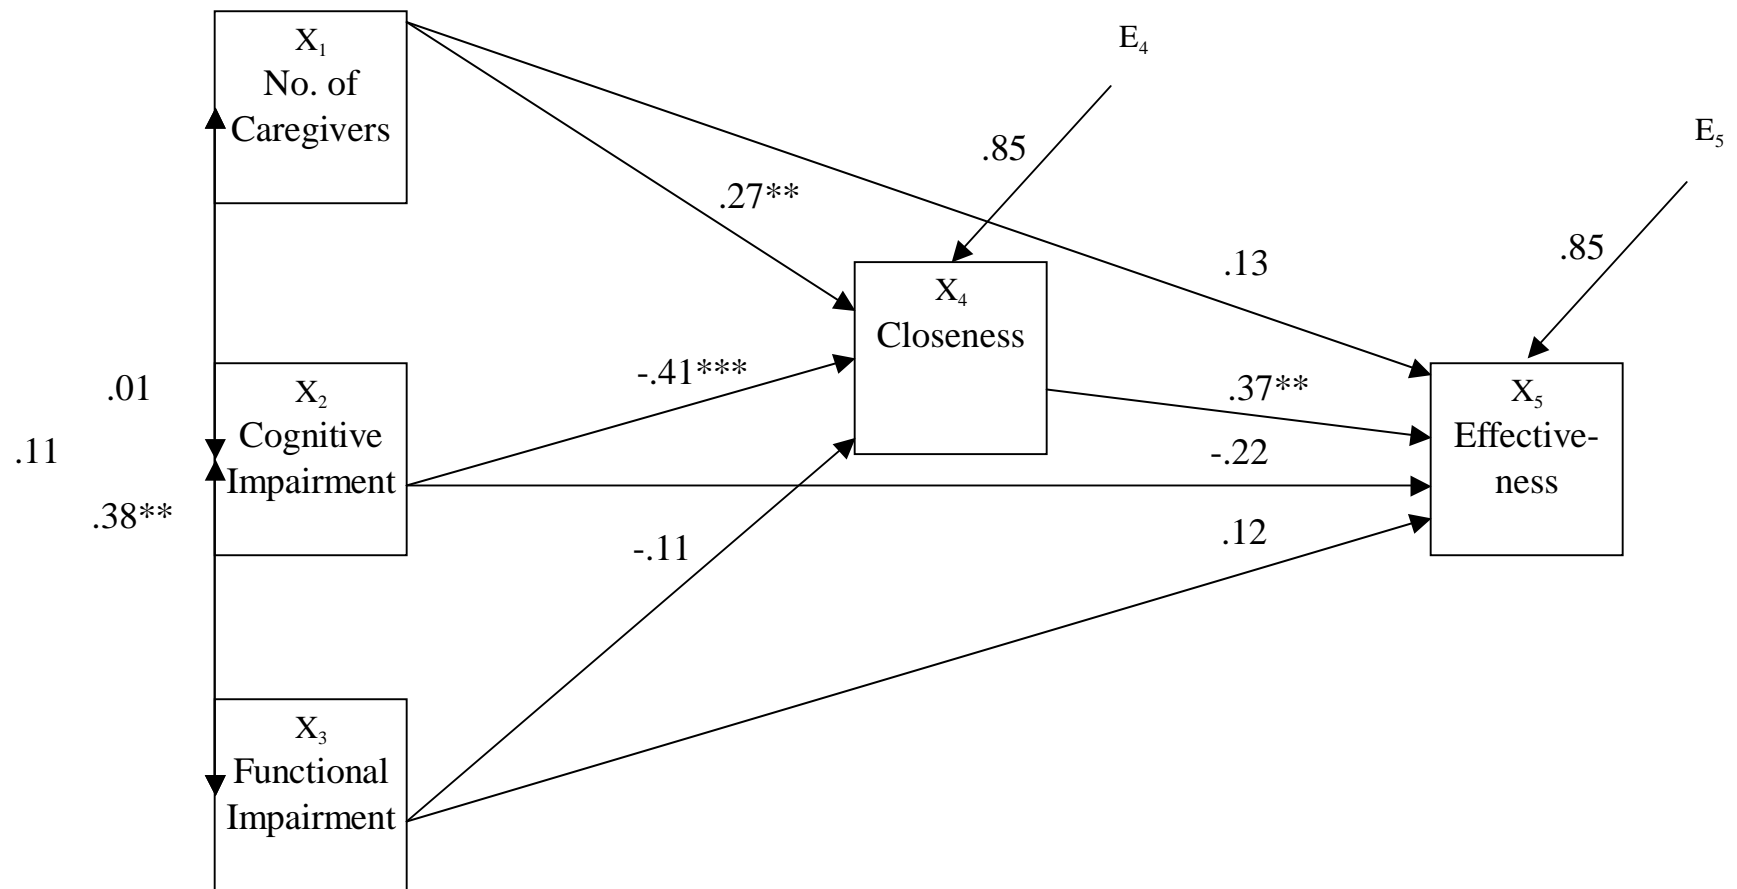 X₁
No. of
Caregivers
E₄
E₅
.85
.27**
.85
.13
X₄
Closeness
-.41***
.37**
.01
X₂
Cognitive
Impairment
X₅
Effective-
ness
.11
-.22
.38**
.12
-.11
X₃
Functional
Impairment